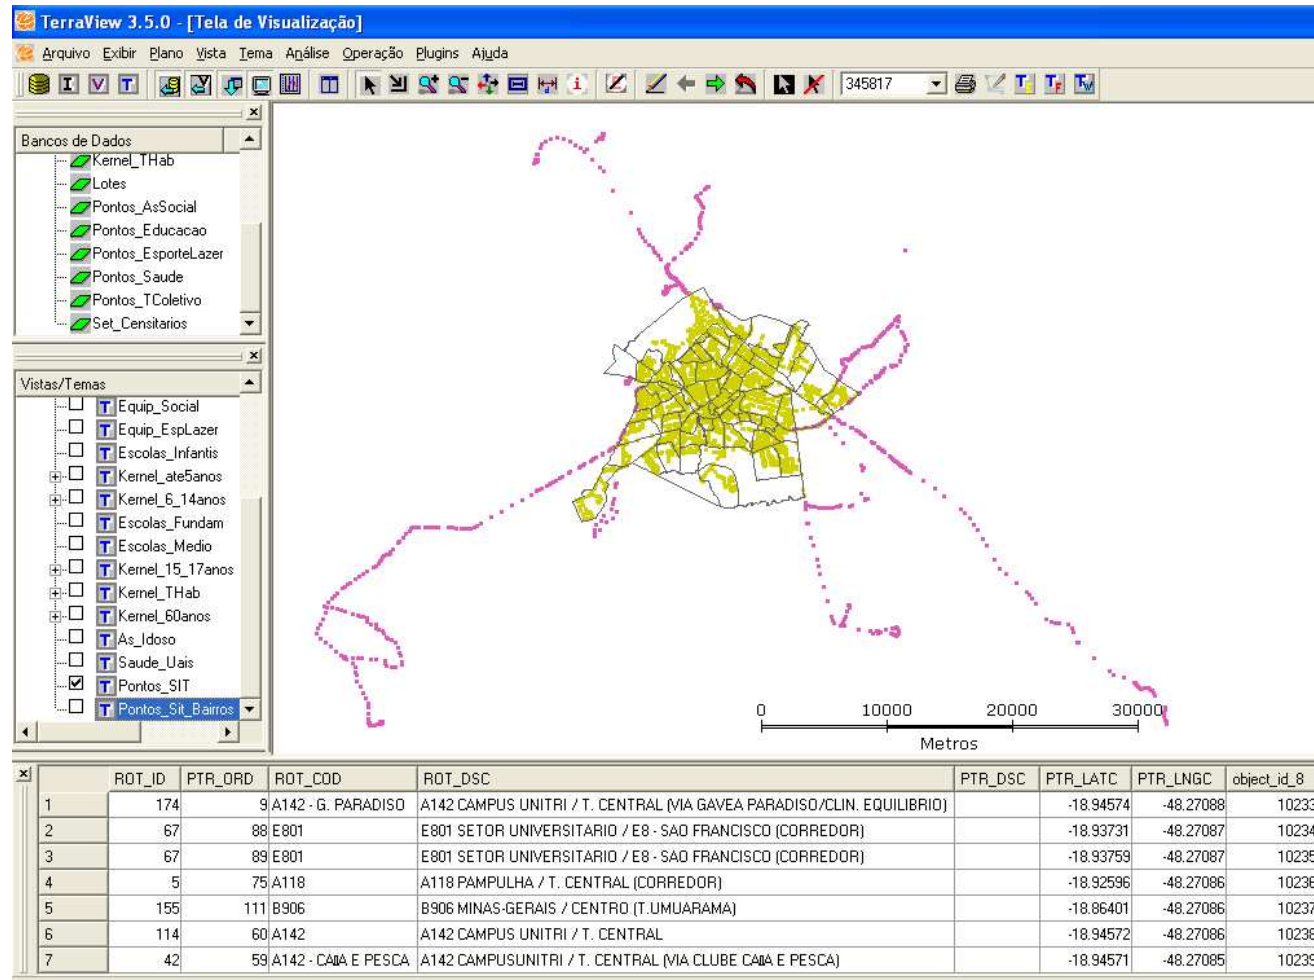 TerraView 3.5.0 - [Tela de Visualização]
Arquivo Exibir Plano Vista Tema Análise Operação Plugins Ajuda
I V T 345817
Bancos de Dados
Kernel_THab
Lotes
Pontos_AsSocial
Pontos_Educacao
Pontos_EsporteLazer
Pontos_Saude
Pontos_TColetivo
Set_Censitarios
Vistas/Temas
T Equip_Social
T Equip_EspLazer
T Escolas_Infantis
T Kernel_ate5anos
T Kernel_6_14anos
T Escolas_Fundam
T Escolas_Medio
T Kernel_15_17anos
T Kernel_THab
T Kernel_60anos
T As_Idoso
T Saude_Uais
T Pontos_SIT
T Pontos_Sit_Bairros
0 10000 20000 30000
Metros
ROT_ID PTR_ORD ROT_COD ROT_DSC PTR_DSC PTR_LATC PTR_LNGC object_id_8
1 174 9 A142 - G. PARADISO A142 CAMPUS UNITRI / T. CENTRAL (VIA GAVEA PARADISO/CLIN. EQUILIBRIO) -18.94574 -48.27088 10233
2 67 88 E801 E801 SETOR UNIVERSITARIO / E8 - SAO FRANCISCO (CORREDOR) -18.93731 -48.27087 10234
3 67 89 E801 E801 SETOR UNIVERSITARIO / E8 - SAO FRANCISCO (CORREDOR) -18.93759 -48.27087 10235
4 5 75 A118 A118 PAMPULHA / T. CENTRAL (CORREDOR) -18.92596 -48.27086 10236
5 155 111 B906 B906 MINAS-GERAIS / CENTRO (T.UMUARAMA) -18.86401 -48.27086 10237
6 114 60 A142 A142 CAMPUS UNITRI / T. CENTRAL -18.94572 -48.27086 10238
7 42 59 A142 - E PESCA A142 CAMPUSUNITRI / T. CENTRAL (VIA CLUBE E PESCA) -18.94571 -48.27085 10239